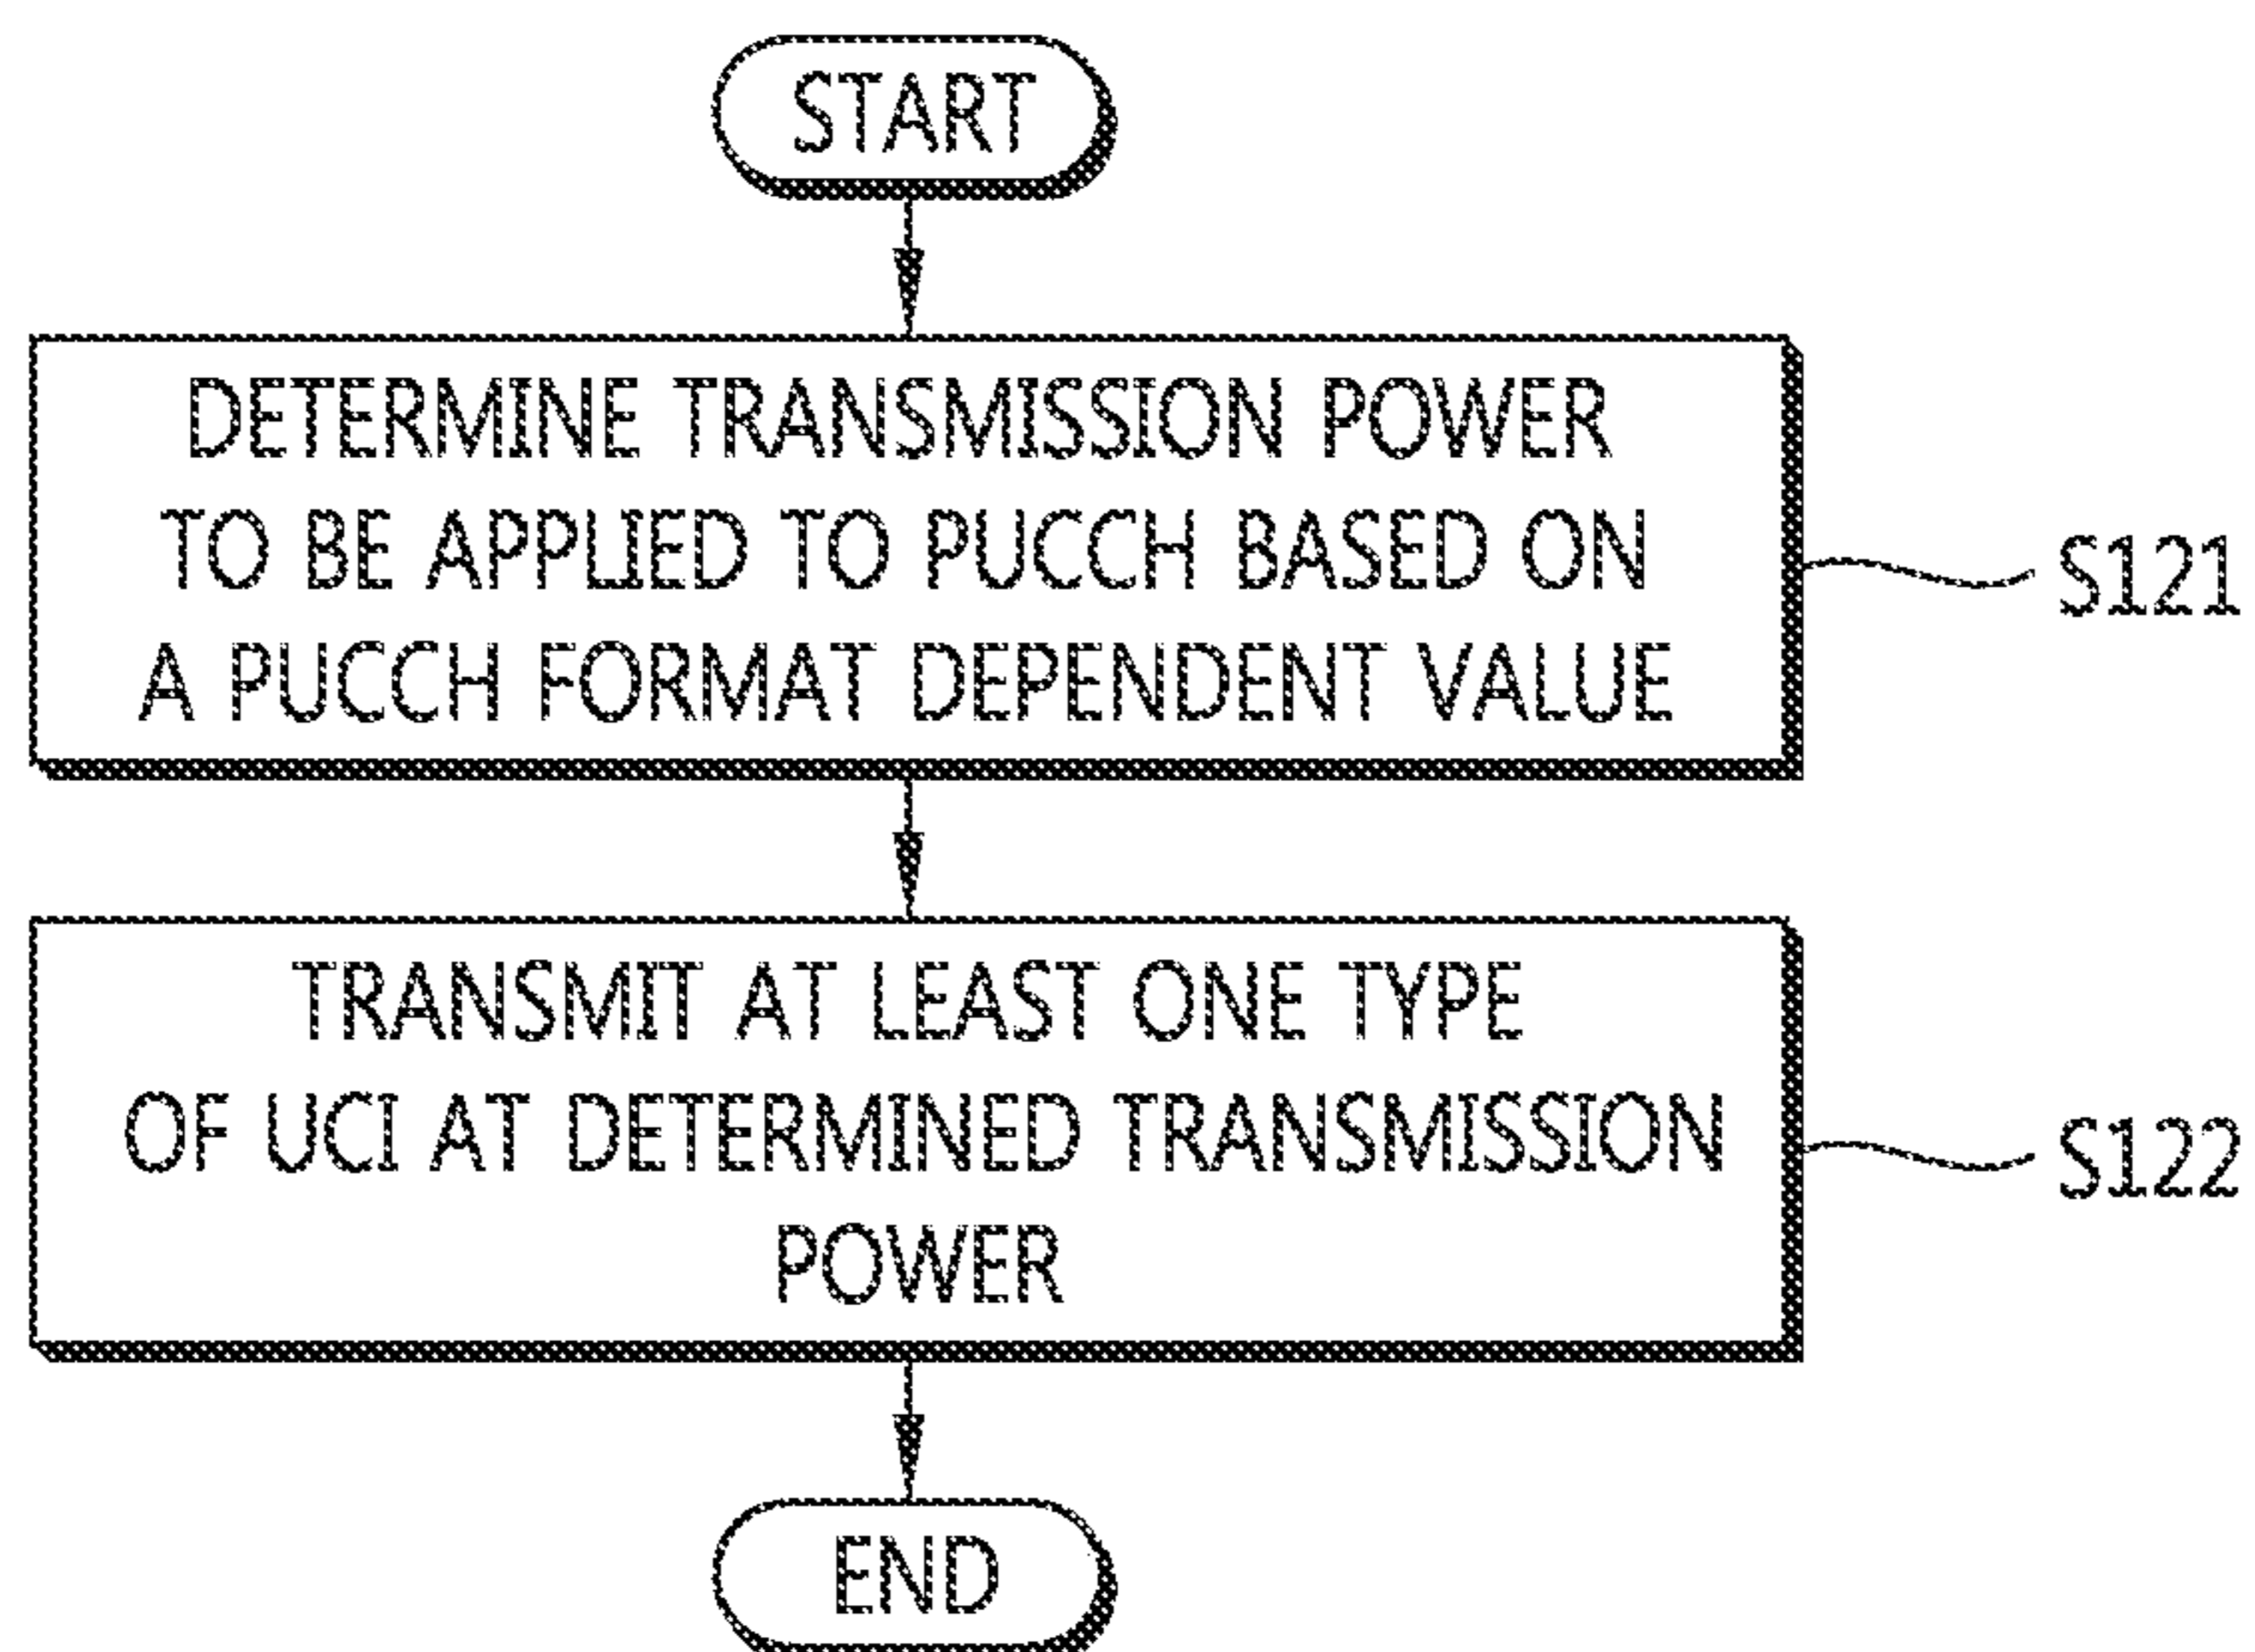 START
DETERMINE TRANSMISSION POWER
TO BE APPLIED TO PUCCH BASED ON
A PUCCH FORMAT DEPENDENT VALUE
S121
TRANSMIT AT LEAST ONE TYPE
OF UCI AT DETERMINED TRANSMISSION
POWER
S122
END